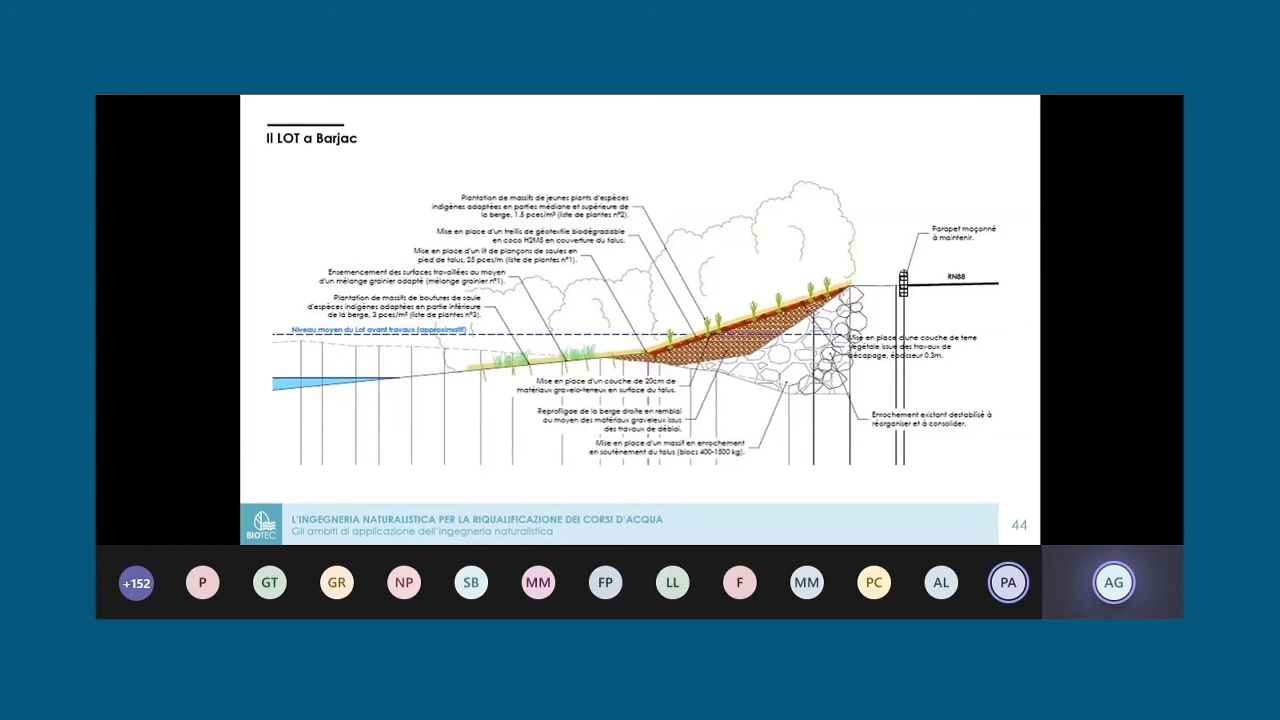 Il LOT a Barjac
Plantation de massifs de jeunes plants d'espèces
indigènes adaptées en parties médiane et supérieure de
la berge, 1.5 pces/m² (liste de plantes n°2).
Mise en place d'un treillis de géotextile biodégradable
en coco H2M5 en couverture du talus.
Mise en place d'un lit de plançons de saules en
pied de talus, 25 pces/m (liste de plantes n°1).
Ensemencement des surfaces travaillées au moyen
d'un mélange grainier adapté (mélange grainier n°1).
Plantation de massifs de boutures de saule
d'espèces indigènes adaptées en partie inférieure
de la berge, 3 pces/m² (liste de plantes n°3).
Niveau moyen du Lot avant travaux (approximatif)
Parapet maçonné
à maintenir.
RN88
Mise en place d'une couche de terre
végétale issue des travaux de
décapage, épaisseur 0.3m.
Mise en place d'un couche de 20cm de
matériaux gravelo-terreux en surface du talus.
Reprofilgae de la berge droite en remblai
au moyen des matériaux graveleux issus
des travaux de déblai.
Mise en place d'un massif en enrochement
en soutènement du talus (blocs 400-1500 kg).
Enrochement existant destabilisé à
réorganiser et à consolider.
BIOTEC
L'INGEGNERIA NATURALISTICA PER LA RIQUALIFICAZIONE DEI CORSI D'ACQUA
Gli ambiti di applicazione dell'ingegneria naturalistica
44
+152
P
GT
GR
NP
SB
MM
FP
LL
F
MM
PC
AL
PA
AG